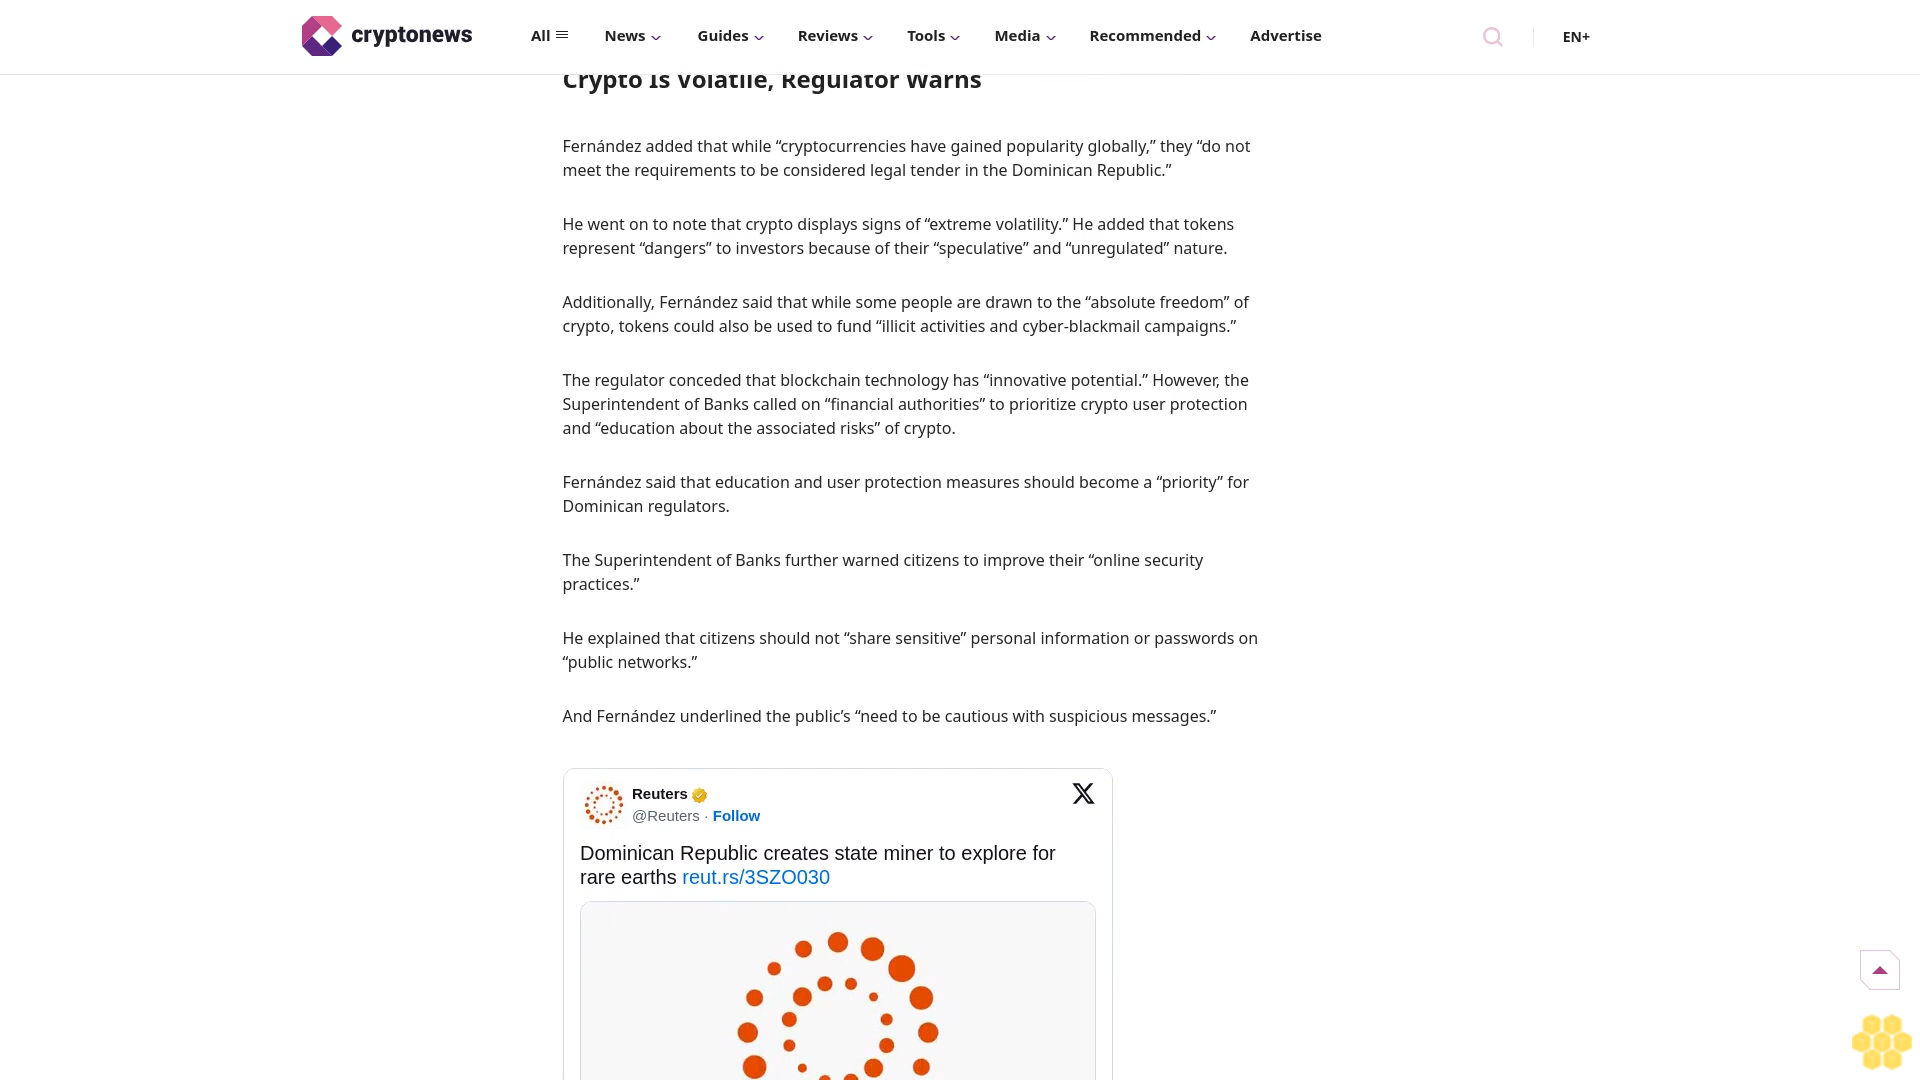 cryptonews
All
News
Guides
Reviews
Tools
Media
Recommended
Advertise
EN+
Crypto Is Volatile, Regulator Warns
Fernández added that while “cryptocurrencies have gained popularity globally,” they “do not
meet the requirements to be considered legal tender in the Dominican Republic.”
He went on to note that crypto displays signs of “extreme volatility.” He added that tokens
represent “dangers” to investors because of their “speculative” and “unregulated” nature.
Additionally, Fernández said that while some people are drawn to the “absolute freedom” of
crypto, tokens could also be used to fund “illicit activities and cyber-blackmail campaigns.”
The regulator conceded that blockchain technology has “innovative potential.” However, the
Superintendent of Banks called on “financial authorities” to prioritize crypto user protection
and “education about the associated risks” of crypto.
Fernández said that education and user protection measures should become a “priority” for
Dominican regulators.
The Superintendent of Banks further warned citizens to improve their “online security
practices.”
He explained that citizens should not “share sensitive” personal information or passwords on
“public networks.”
And Fernández underlined the public’s “need to be cautious with suspicious messages.”
Reuters
@Reuters · Follow
Dominican Republic creates state miner to explore for
rare earths reut.rs/3SZO030